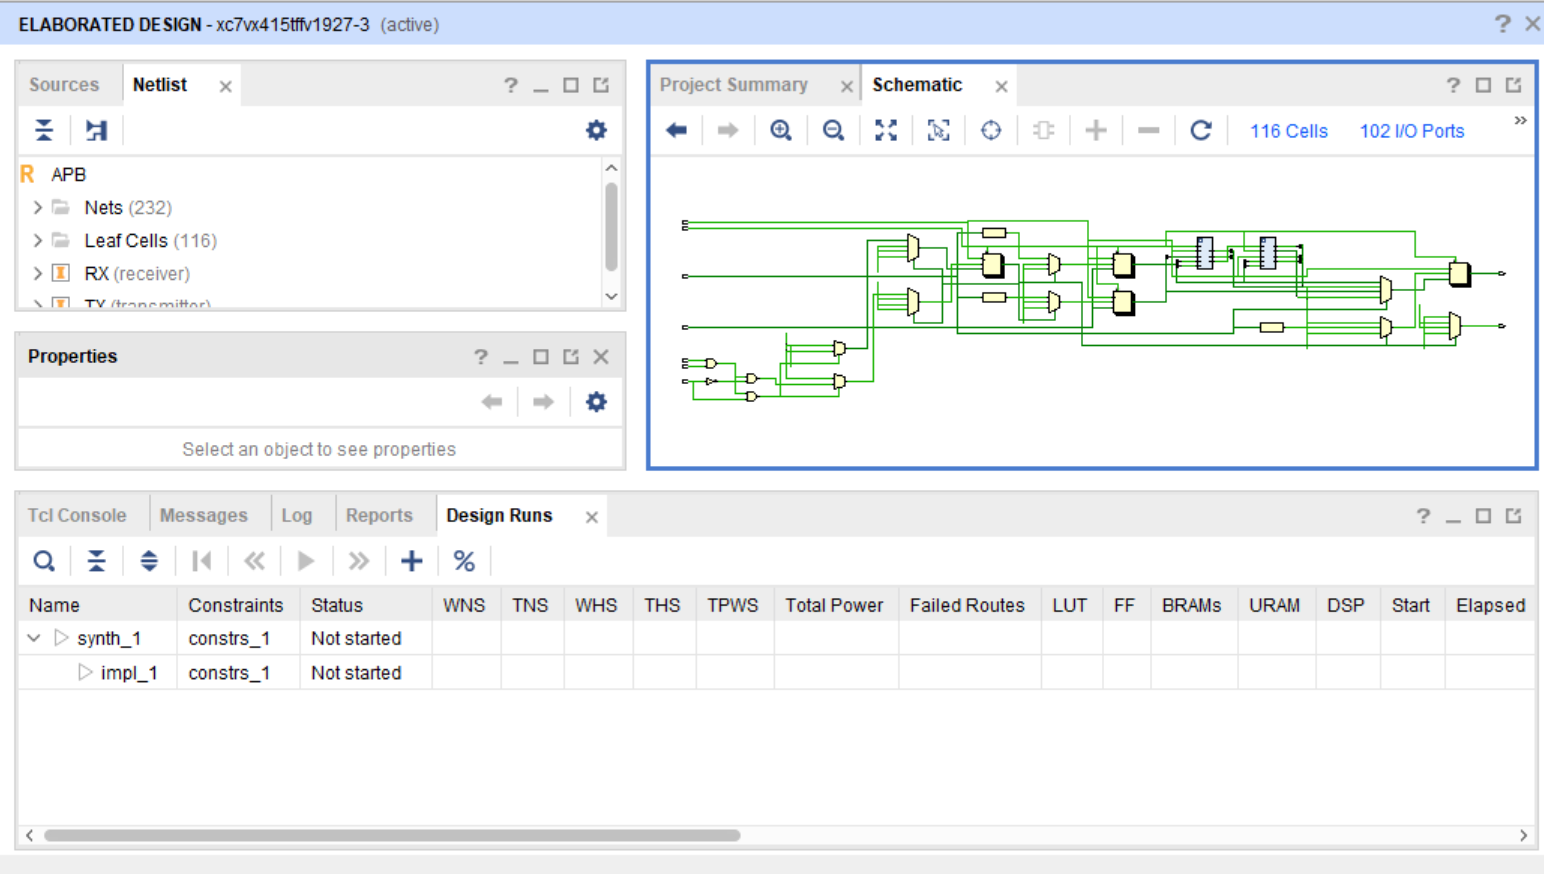 ELABORATED DESIGN - xc7vx415tffv1927-3 (active)
Sources Netlist
APB
Nets (232)
Leaf Cells (116)
RX (receiver)
TX (transmitter)
Properties
Select an object to see properties
Project Summary Schematic
116 Cells 102 I/O Ports
Tcl Console Messages Log Reports Design Runs
Name Constraints Status WNS TNS WHS THS TPWS Total Power Failed Routes LUT FF BRAMs URAM DSP Start Elapsed
synth_1 constrs_1 Not started
impl_1 constrs_1 Not started